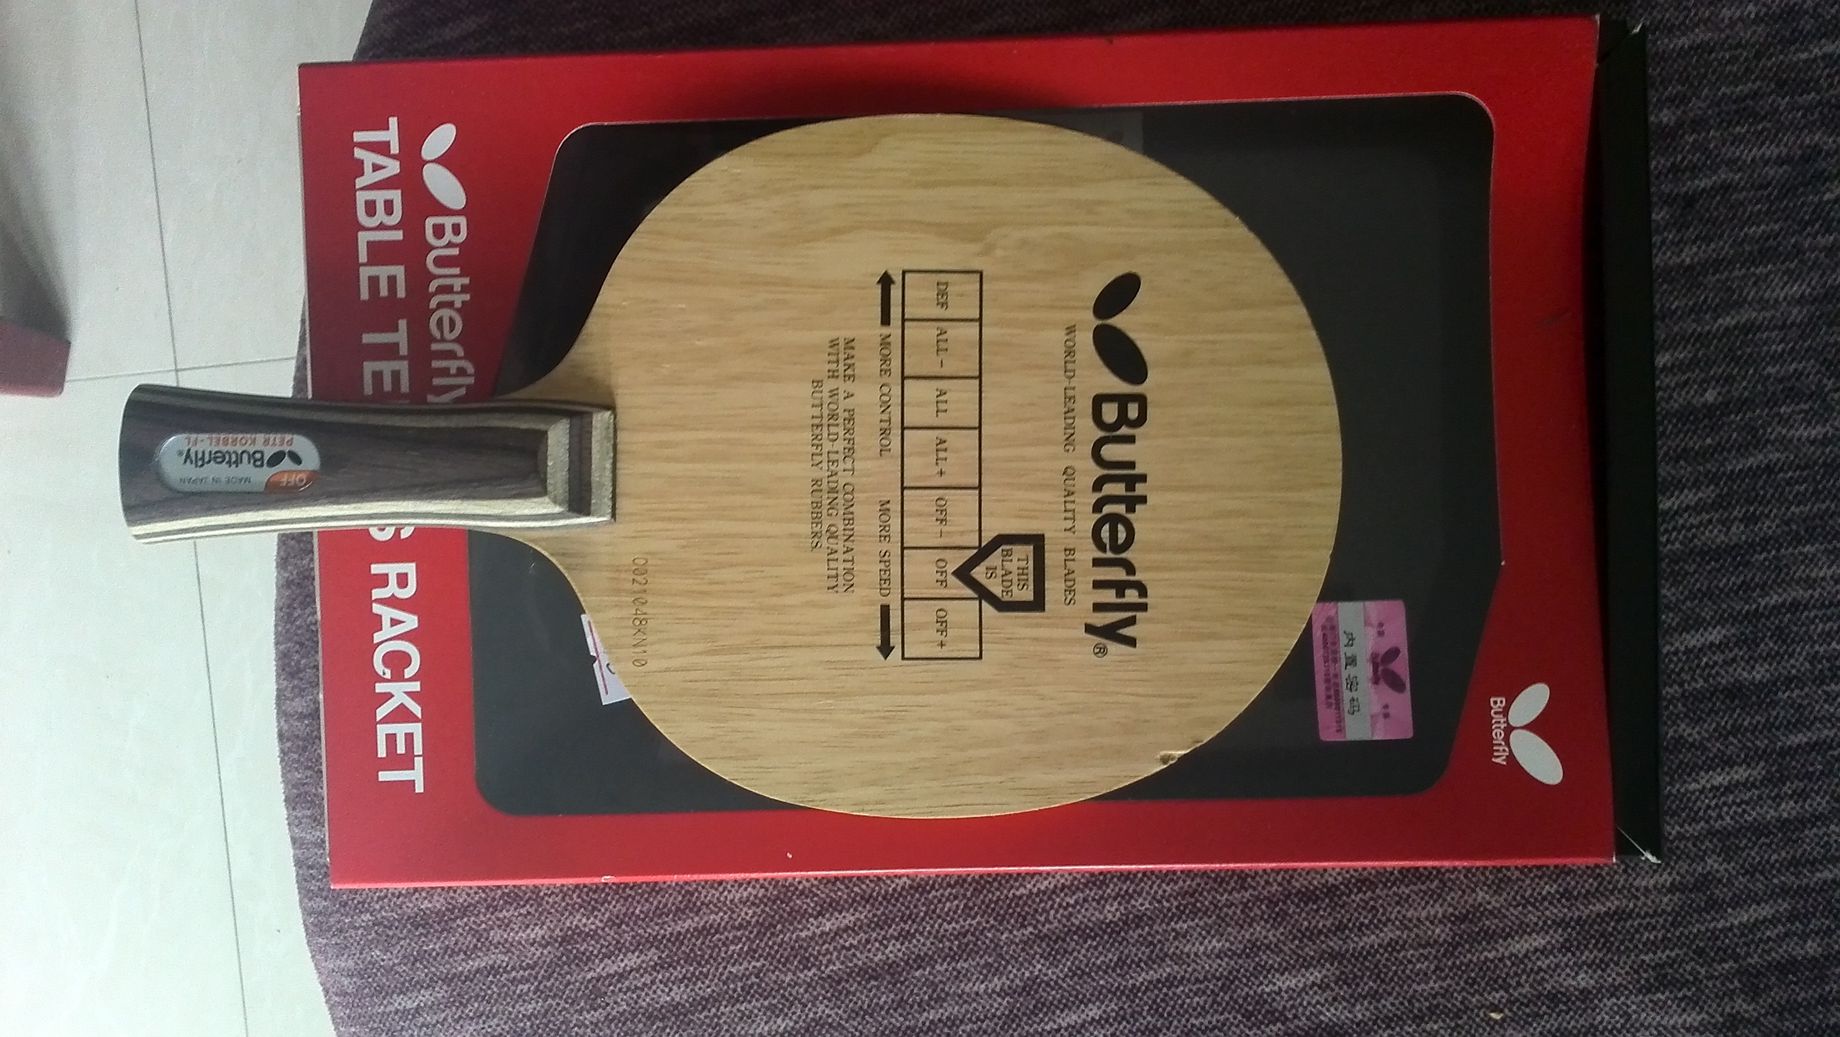 Butterfly
TABLE TE
S RACKET
Butterfly®
WORLD-LEADING QUALITY BLADES
THIS
BLADE
IS
DEF ALL- ALL ALL+ OFF- OFF OFF+
MORE CONTROL MORE SPEED
MAKE A PERFECT COMBINATION
WITH WORLD-LEADING QUALITY
BUTTERFLY RUBBERS.
C021048KN10
OFF MADE IN JAPAN
Butterfly®
PETR KORBEL-FL
Butterfly